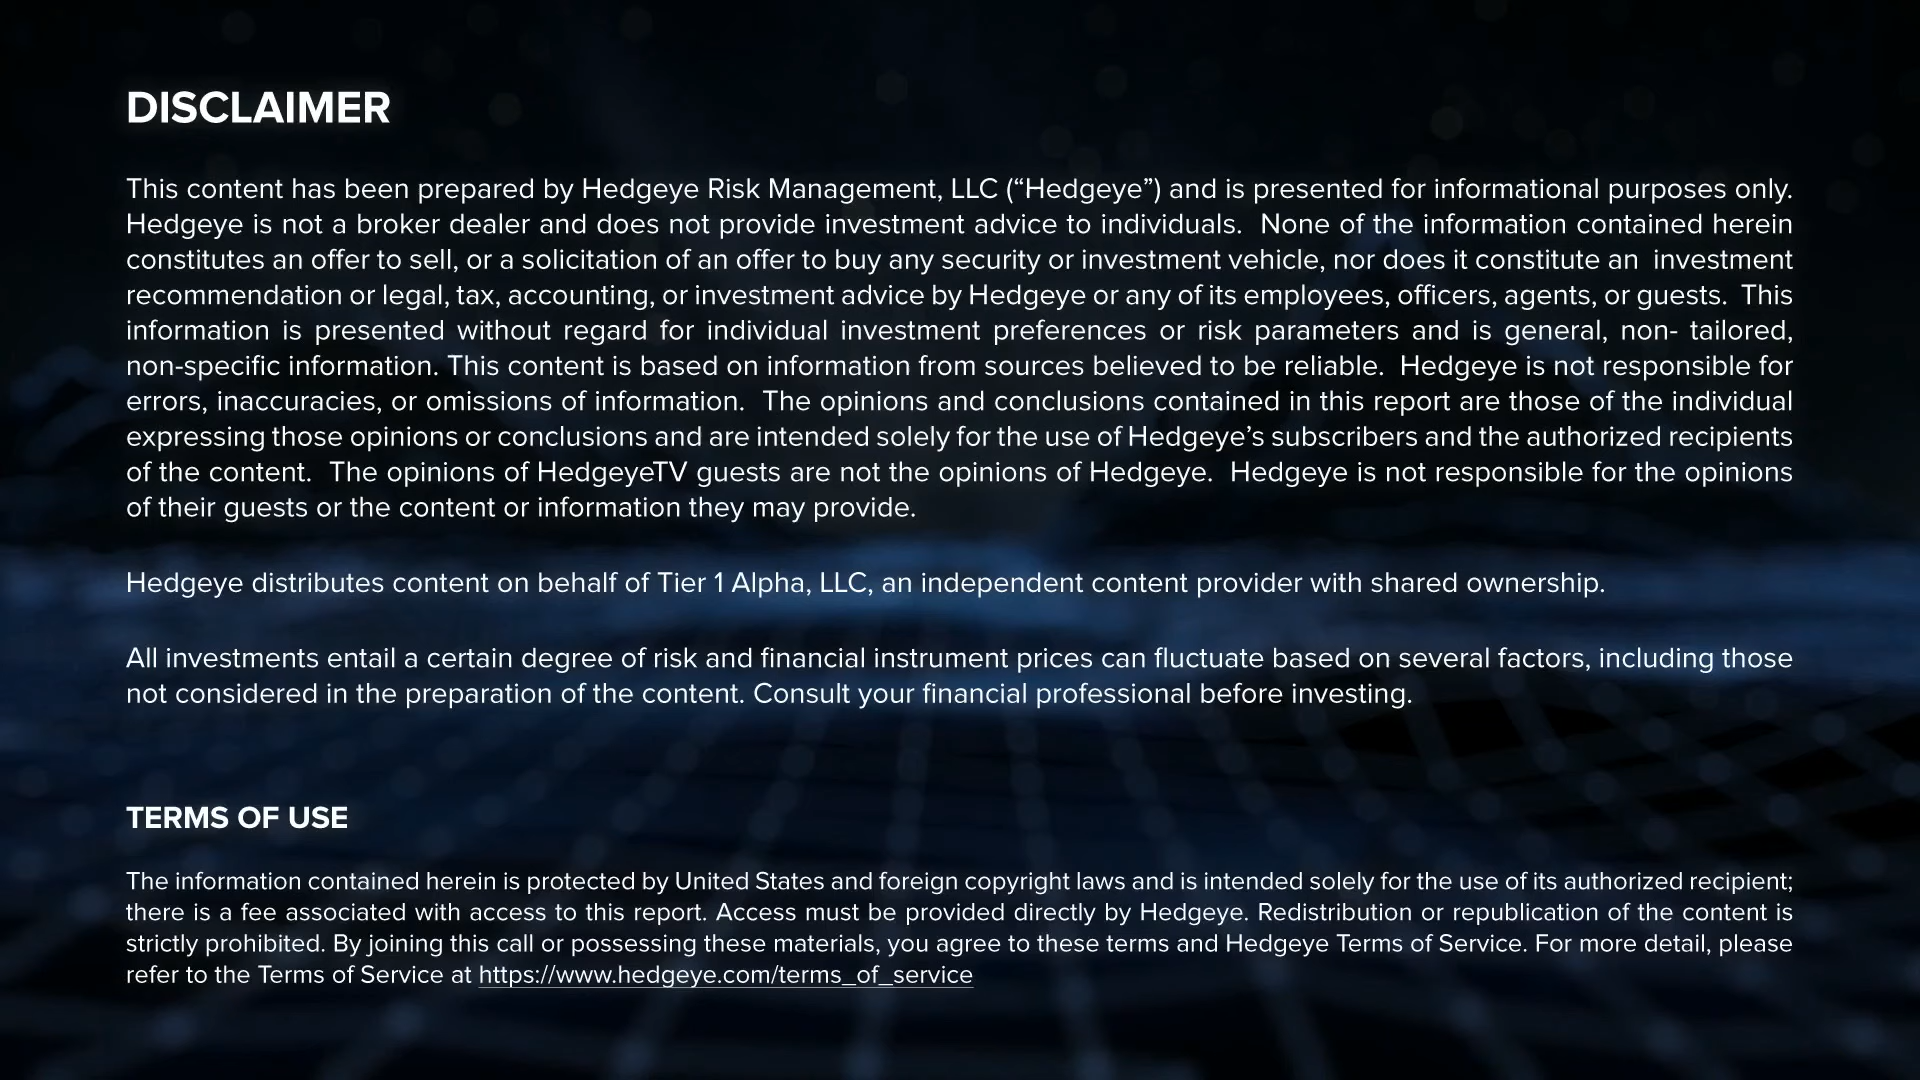 DISCLAIMER
This content has been prepared by Hedgeye Risk Management, LLC (“Hedgeye”) and is presented for informational purposes only.
Hedgeye is not a broker dealer and does not provide investment advice to individuals.  None of the information contained herein
constitutes an offer to sell, or a solicitation of an offer to buy any security or investment vehicle, nor does it constitute an  investment
recommendation or legal, tax, accounting, or investment advice by Hedgeye or any of its employees, officers, agents, or guests.  This
information is presented without regard for individual investment preferences or risk parameters and is general, non- tailored,
non-specific information. This content is based on information from sources believed to be reliable.  Hedgeye is not responsible for
errors, inaccuracies, or omissions of information.  The opinions and conclusions contained in this report are those of the individual
expressing those opinions or conclusions and are intended solely for the use of Hedgeye’s subscribers and the authorized recipients
of the content.  The opinions of HedgeyeTV guests are not the opinions of Hedgeye.  Hedgeye is not responsible for the opinions
of their guests or the content or information they may provide.
Hedgeye distributes content on behalf of Tier 1 Alpha, LLC, an independent content provider with shared ownership.
All investments entail a certain degree of risk and financial instrument prices can fluctuate based on several factors, including those
not considered in the preparation of the content. Consult your financial professional before investing.
TERMS OF USE
The information contained herein is protected by United States and foreign copyright laws and is intended solely for the use of its authorized recipient;
there is a fee associated with access to this report. Access must be provided directly by Hedgeye. Redistribution or republication of the content is
strictly prohibited. By joining this call or possessing these materials, you agree to these terms and Hedgeye Terms of Service. For more detail, please
refer to the Terms of Service at https://www.hedgeye.com/terms_of_service